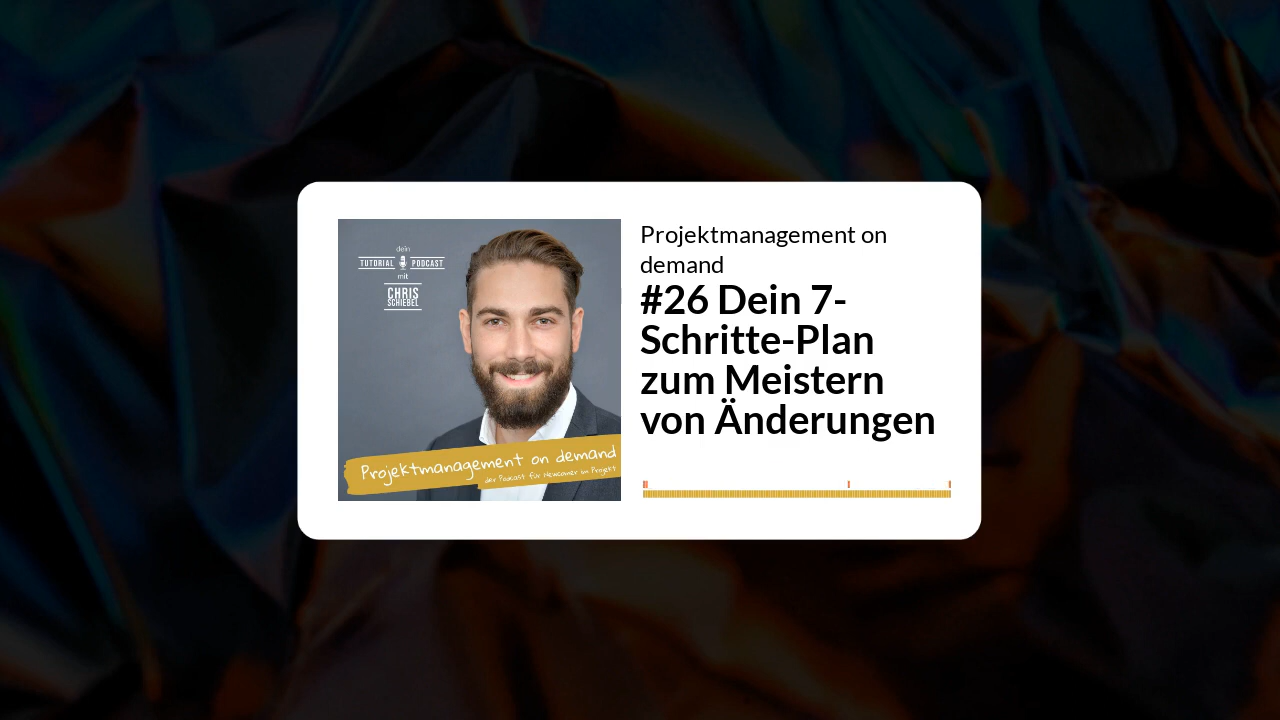 dein
TUTORIAL PODCAST
mit
CHRIS
SCHIEBEL
Projektmanagement on demand
der Podcast für Newcomer im Projekt
Projektmanagement on
demand
#26 Dein 7-
Schritte-Plan
zum Meistern
von Änderungen